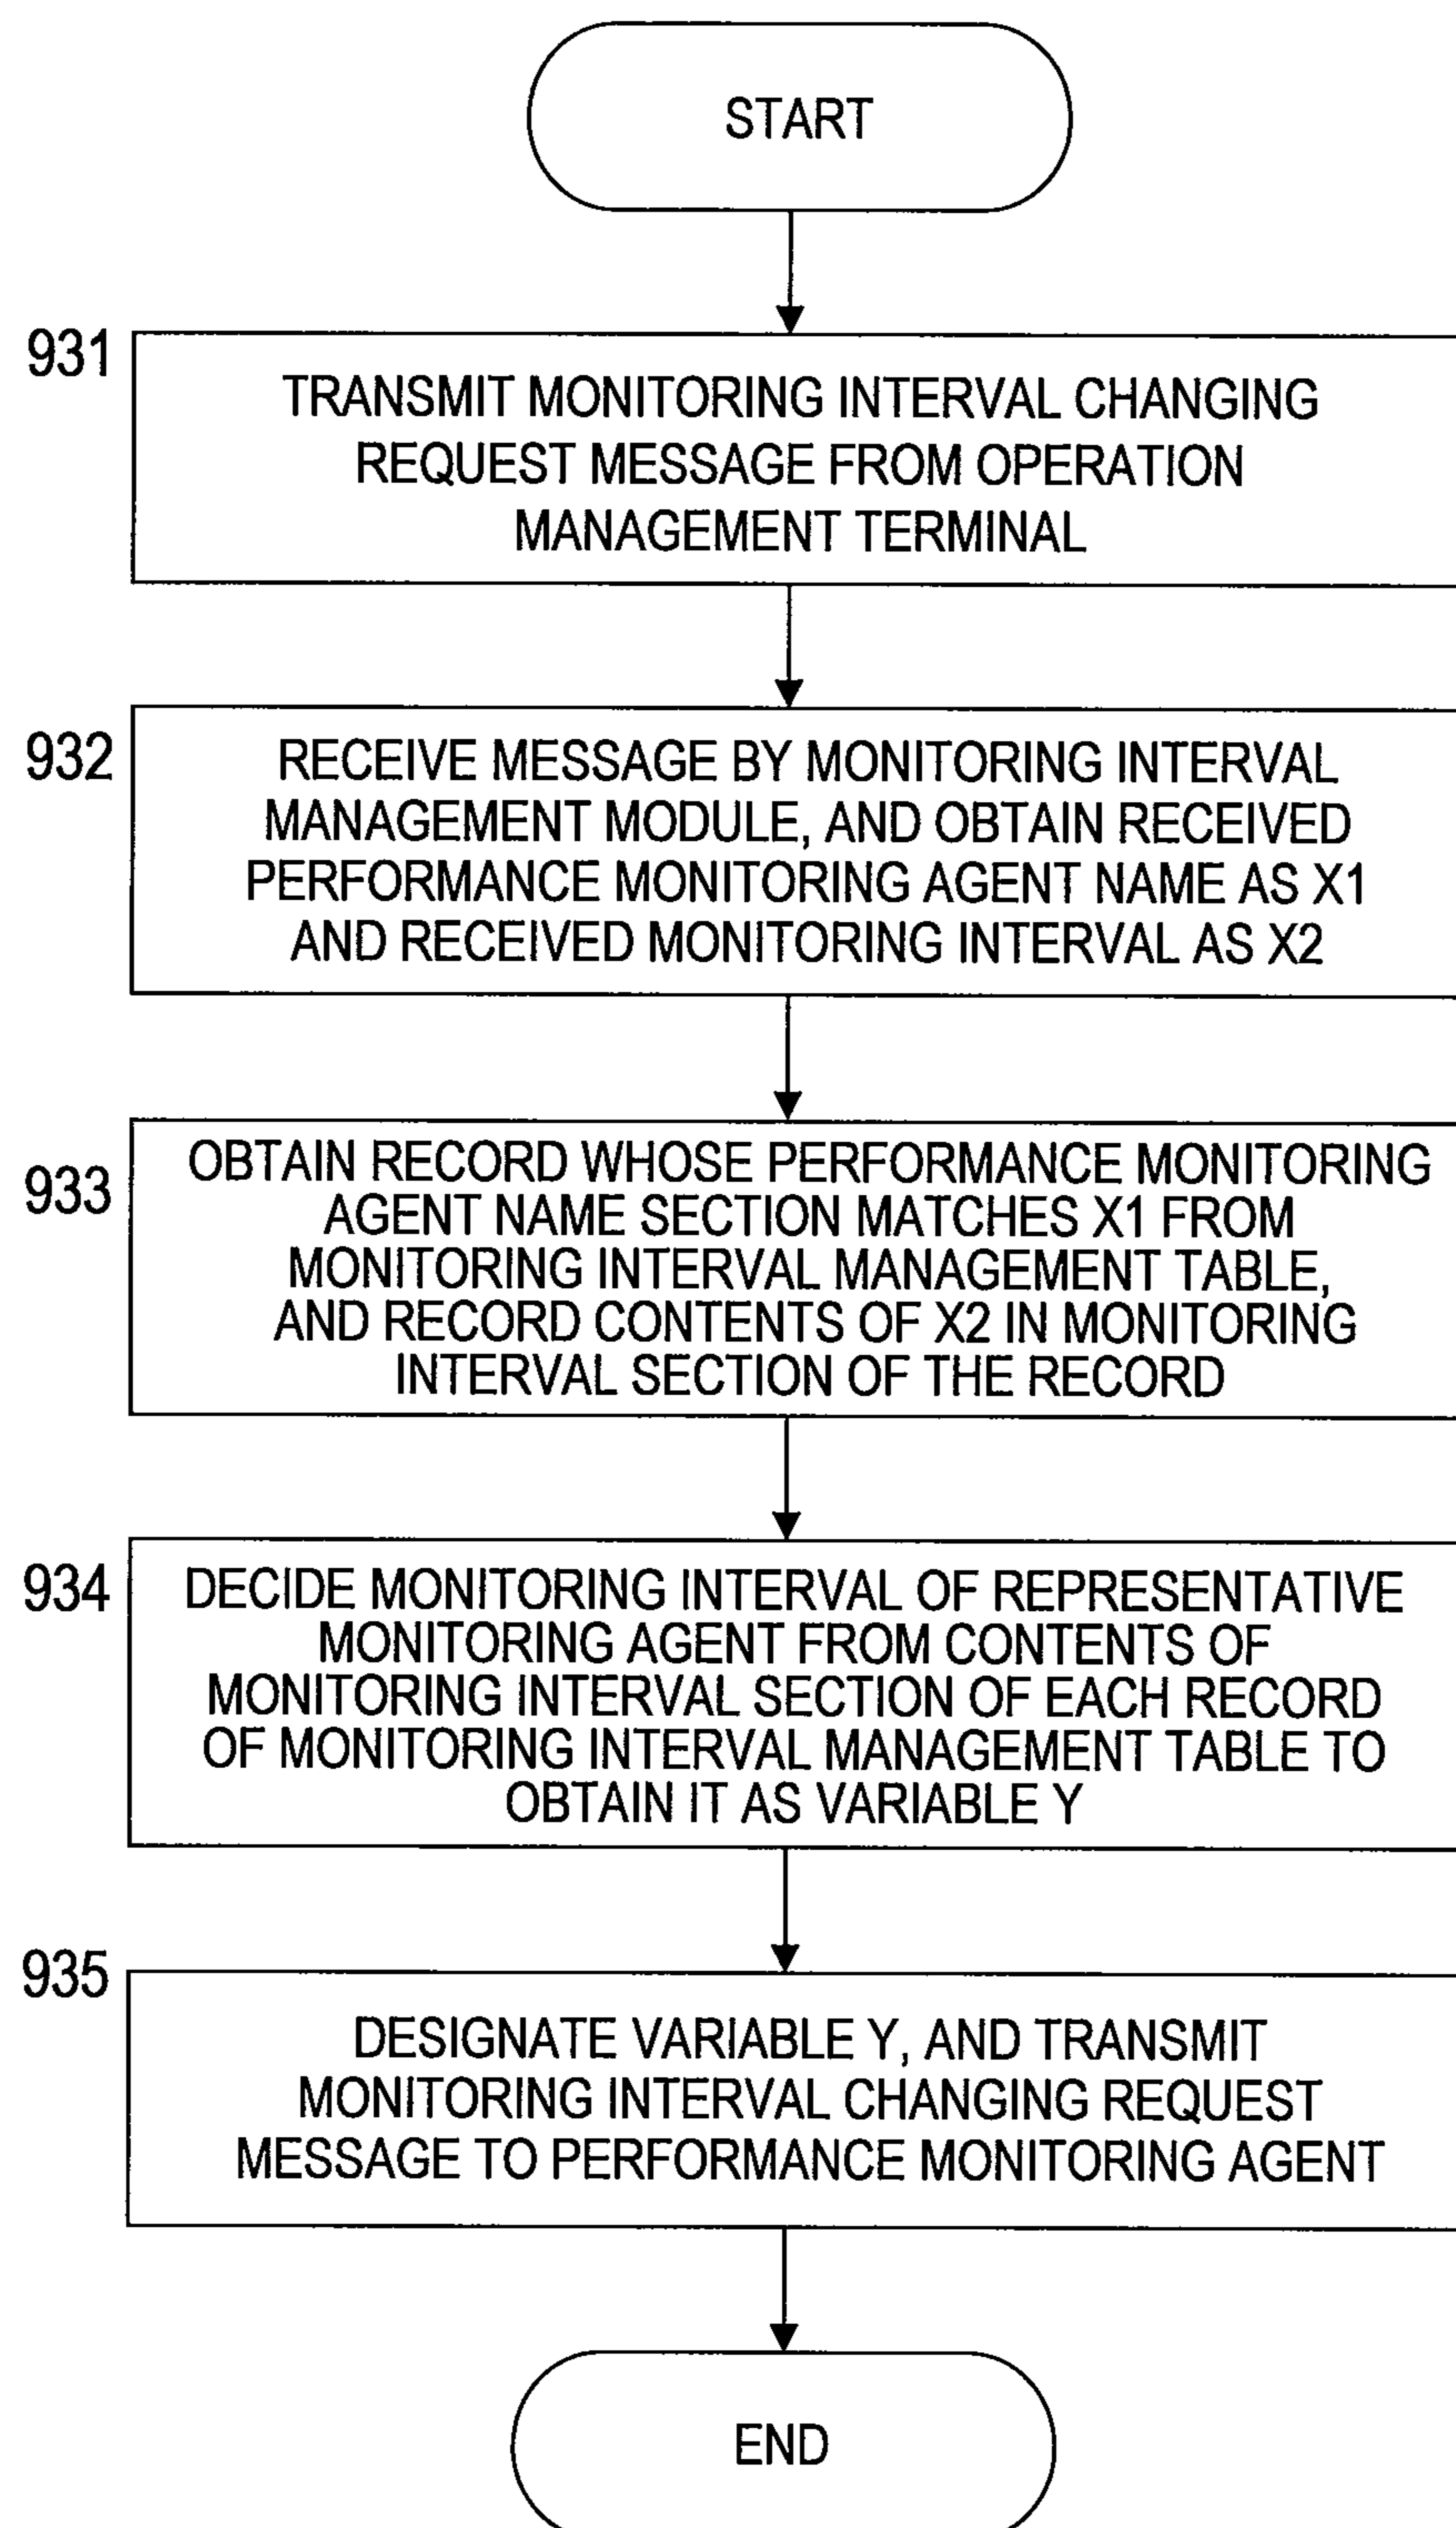 START
931
TRANSMIT MONITORING INTERVAL CHANGING
REQUEST MESSAGE FROM OPERATION
MANAGEMENT TERMINAL
932
RECEIVE MESSAGE BY MONITORING INTERVAL
MANAGEMENT MODULE, AND OBTAIN RECEIVED
PERFORMANCE MONITORING AGENT NAME AS X1
AND RECEIVED MONITORING INTERVAL AS X2
933
OBTAIN RECORD WHOSE PERFORMANCE MONITORING
AGENT NAME SECTION MATCHES X1 FROM
MONITORING INTERVAL MANAGEMENT TABLE,
AND RECORD CONTENTS OF X2 IN MONITORING
INTERVAL SECTION OF THE RECORD
934
DECIDE MONITORING INTERVAL OF REPRESENTATIVE
MONITORING AGENT FROM CONTENTS OF
MONITORING INTERVAL SECTION OF EACH RECORD
OF MONITORING INTERVAL MANAGEMENT TABLE TO
OBTAIN IT AS VARIABLE Y
935
DESIGNATE VARIABLE Y, AND TRANSMIT
MONITORING INTERVAL CHANGING REQUEST
MESSAGE TO PERFORMANCE MONITORING AGENT
END